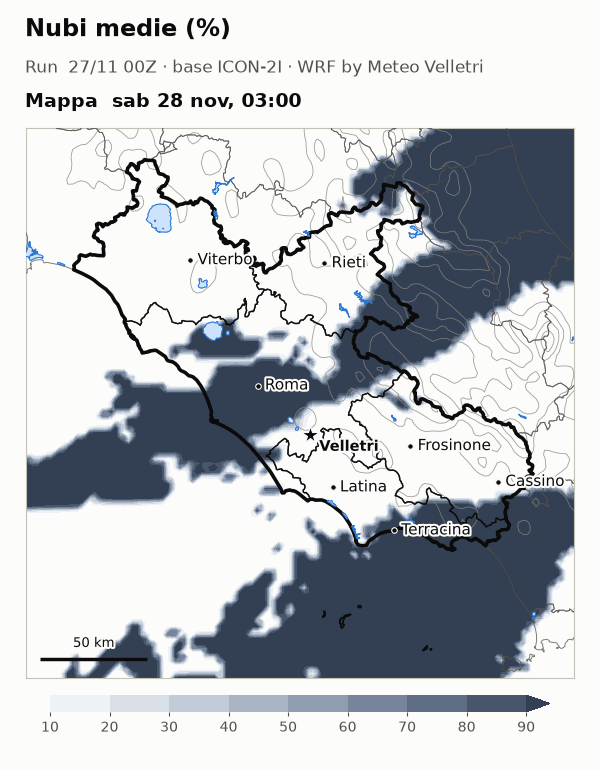 Nubi medie (%)
Run  27/11 00Z · base ICON-2I · WRF by Meteo Velletri
Mappa  sab 28 nov, 03:00
Viterbo
Rieti
Roma
Velletri
Frosinone
Cassino
Latina
Terracina
50 km
10 20 30 40 50 60 70 80 90